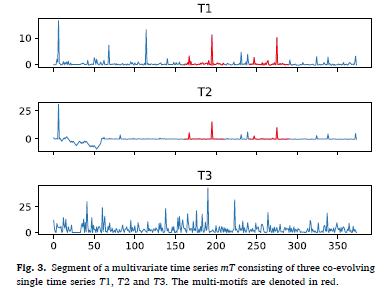 T1
10
0
T2
25
0
T3
25
0
0 50 100 150 200 250 300 350
Fig. 3. Segment of a multivariate time series mT consisting of three co-evolving
single time series T1, T2 and T3. The multi-motifs are denoted in red.